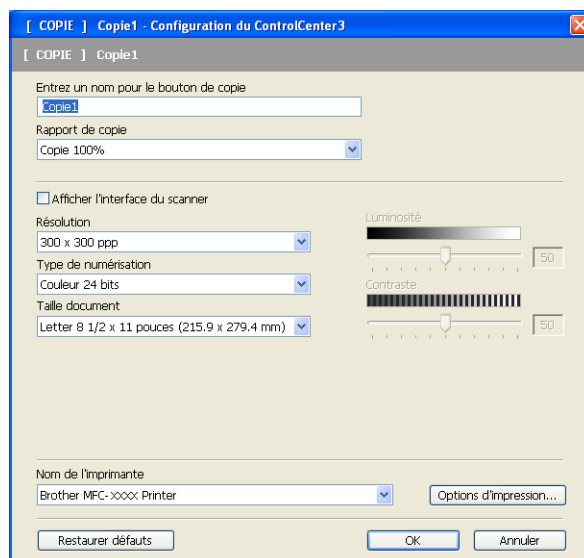 [ COPIE ] Copie1 - Configuration du ControlCenter3
[ COPIE ] Copie1
Entrez un nom pour le bouton de copie
Copie1
Rapport de copie
Copie 100%
Afficher l'interface du scanner
Résolution
300 x 300 ppp
Type de numérisation
Couleur 24 bits
Taille document
Letter 8 1/2 x 11 pouces (215.9 x 279.4 mm)
Luminosité
50
Contraste
50
Nom de l'imprimante
Brother MFC-XXXX Printer
Options d'impression...
Restaurer défauts
OK
Annuler